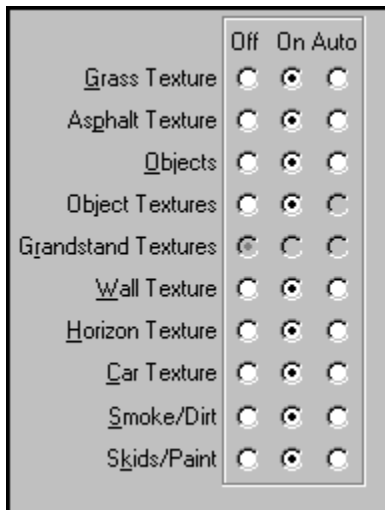 Off On Auto
Grass Texture
Asphalt Texture
Objects
Object Textures
Grandstand Textures
Wall Texture
Horizon Texture
Car Texture
Smoke/Dirt
Skids/Paint